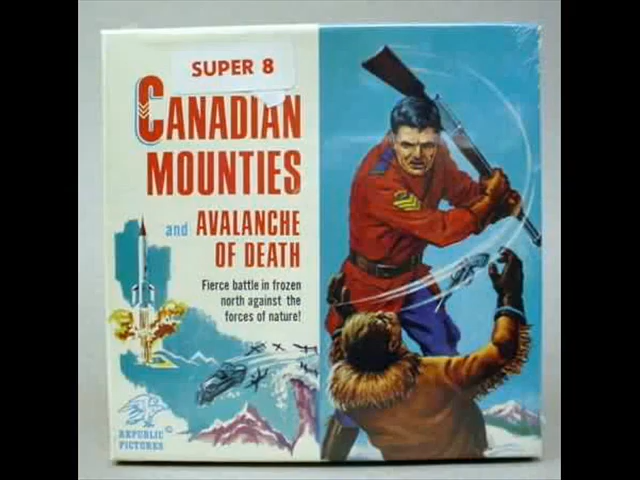 SUPER 8
CANADIAN
MOUNTIES
and AVALANCHE
OF DEATH
Fierce battle in frozen
north against the
forces of nature!
REPUBLIC ©
PICTURES